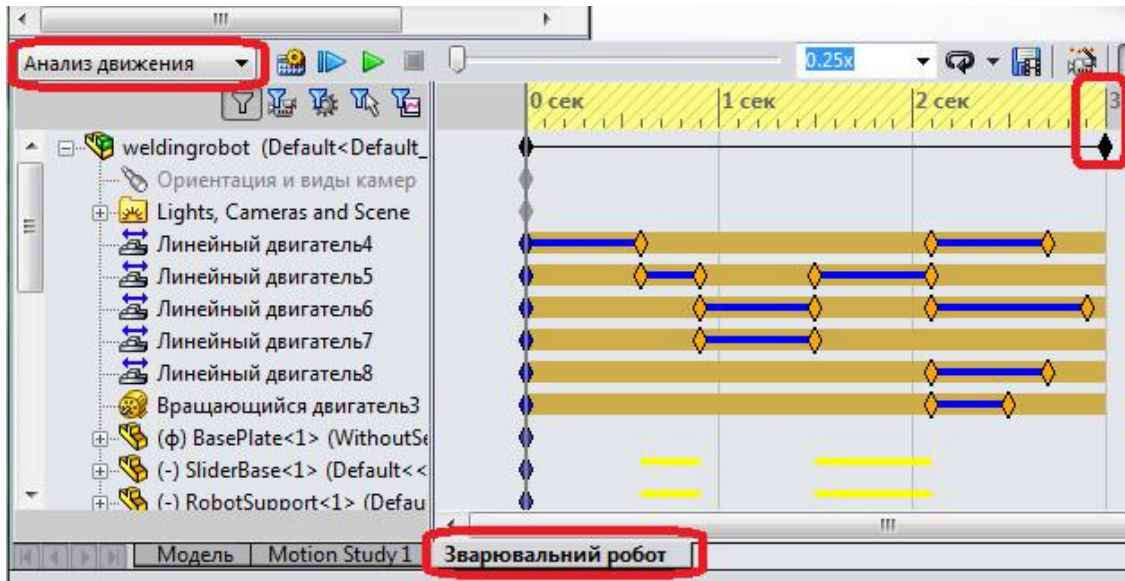 Анализ движения
0.25x
0 сек 1 сек 2 сек 3
weldingrobot (Default<Default_
Ориентация и виды камер
Lights, Cameras and Scene
Линейный двигатель4
Линейный двигатель5
Линейный двигатель6
Линейный двигатель7
Линейный двигатель8
Вращающийся двигатель3
(ф) BasePlate<1> (WithoutSe
(-) SliderBase<1> (Default<<
(-) RobotSupport<1> (Defau
Модель Motion Study 1 Зварювальний робот